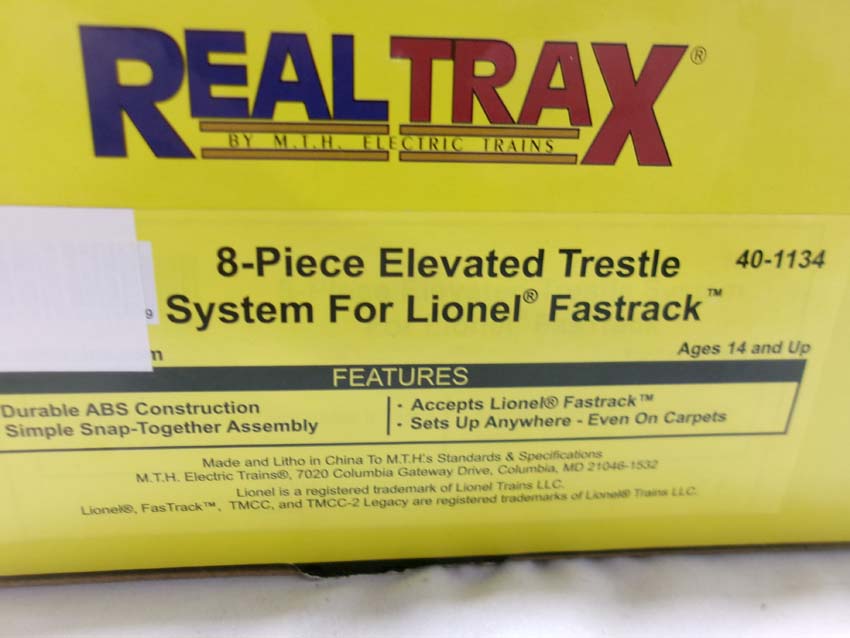 REALTRAX®
BY M.T.H. ELECTRIC TRAINS
8-Piece Elevated Trestle 40-1134
9 System For Lionel® Fastrack™
m Ages 14 and Up
FEATURES
Durable ABS Construction
Simple Snap-Together Assembly
· Accepts Lionel® Fastrack™
· Sets Up Anywhere - Even On Carpets
Made and Litho in China To M.T.H.'s Standards & Specifications
M.T.H. Electric Trains®, 7020 Columbia Gateway Drive, Columbia, MD 21046-1532
Lionel is a registered trademark of Lionel Trains LLC.
Lionel®, FasTrack™, TMCC, and TMCC-2 Legacy are registered trademarks of Lionel® Trains LLC.